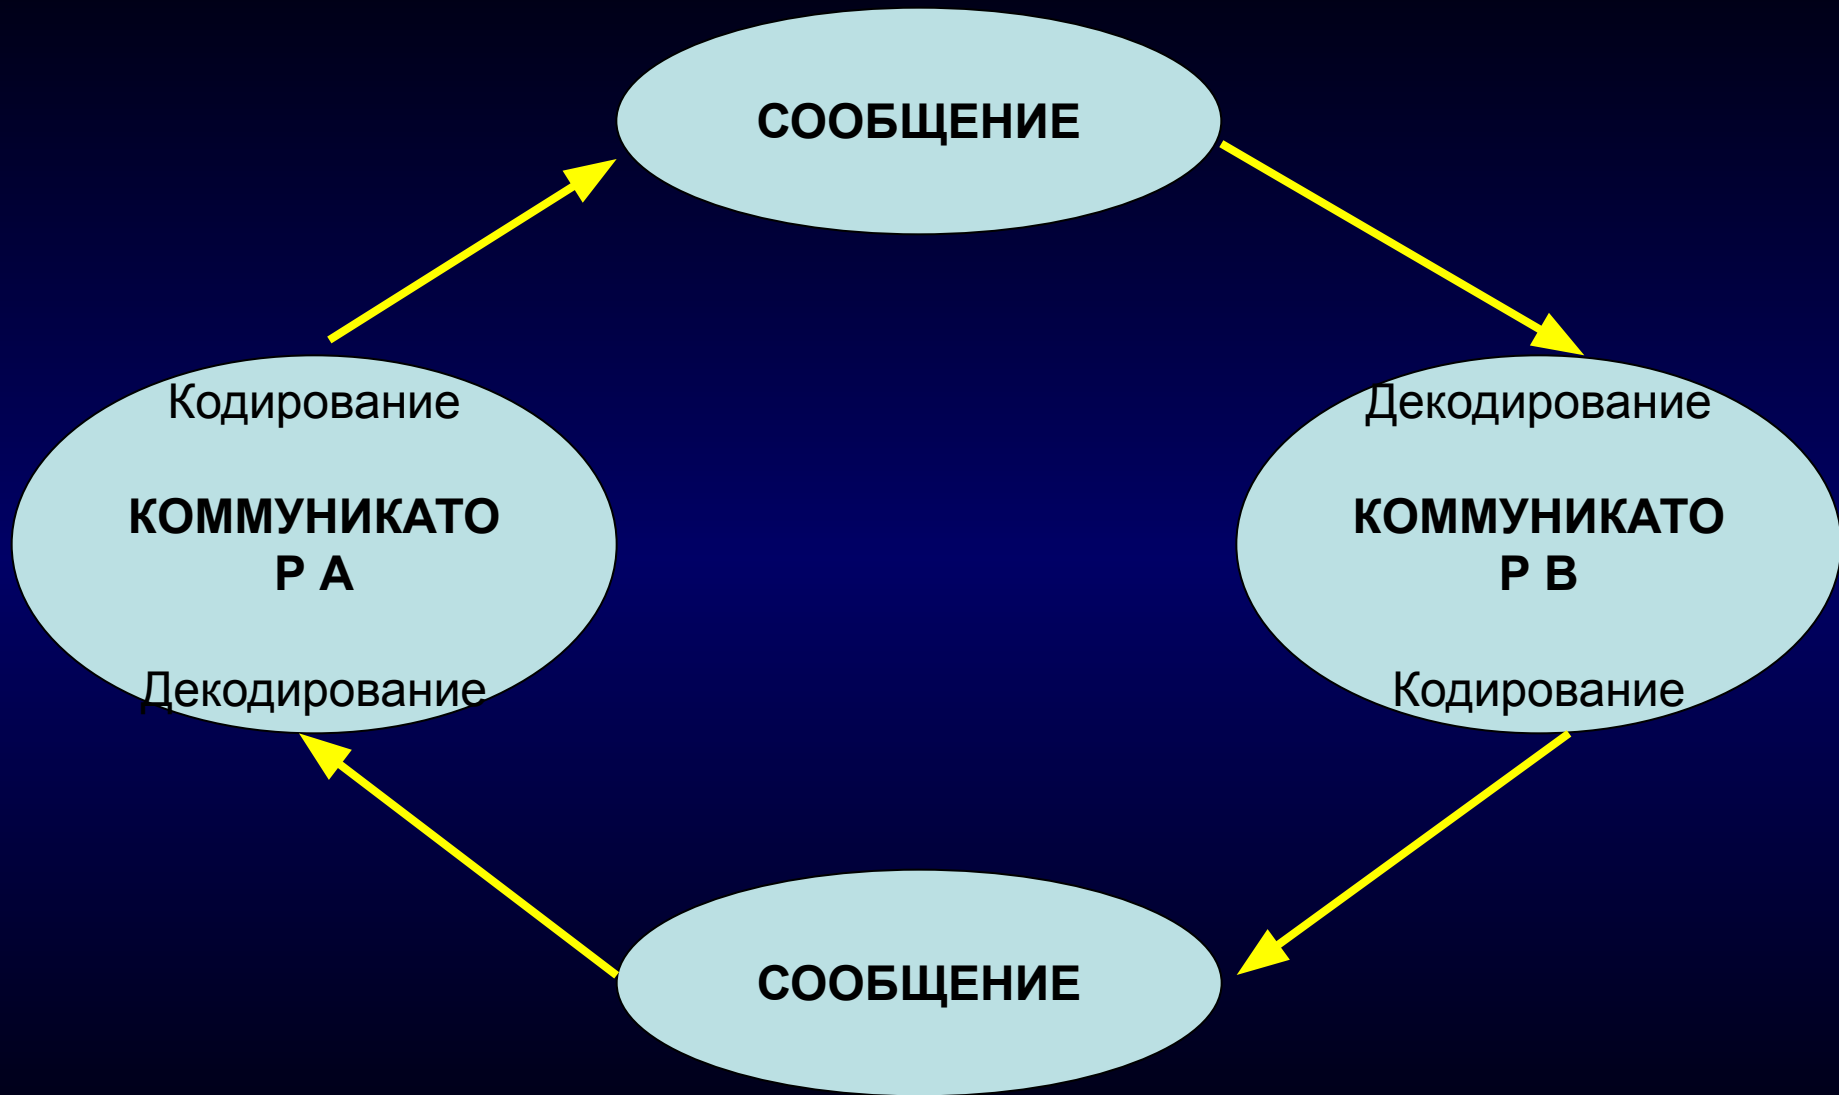 СООБЩЕНИЕ
Кодирование
КОММУНИКАТО
Р А
Декодирование
Декодирование
КОММУНИКАТО
Р В
Кодирование
СООБЩЕНИЕ